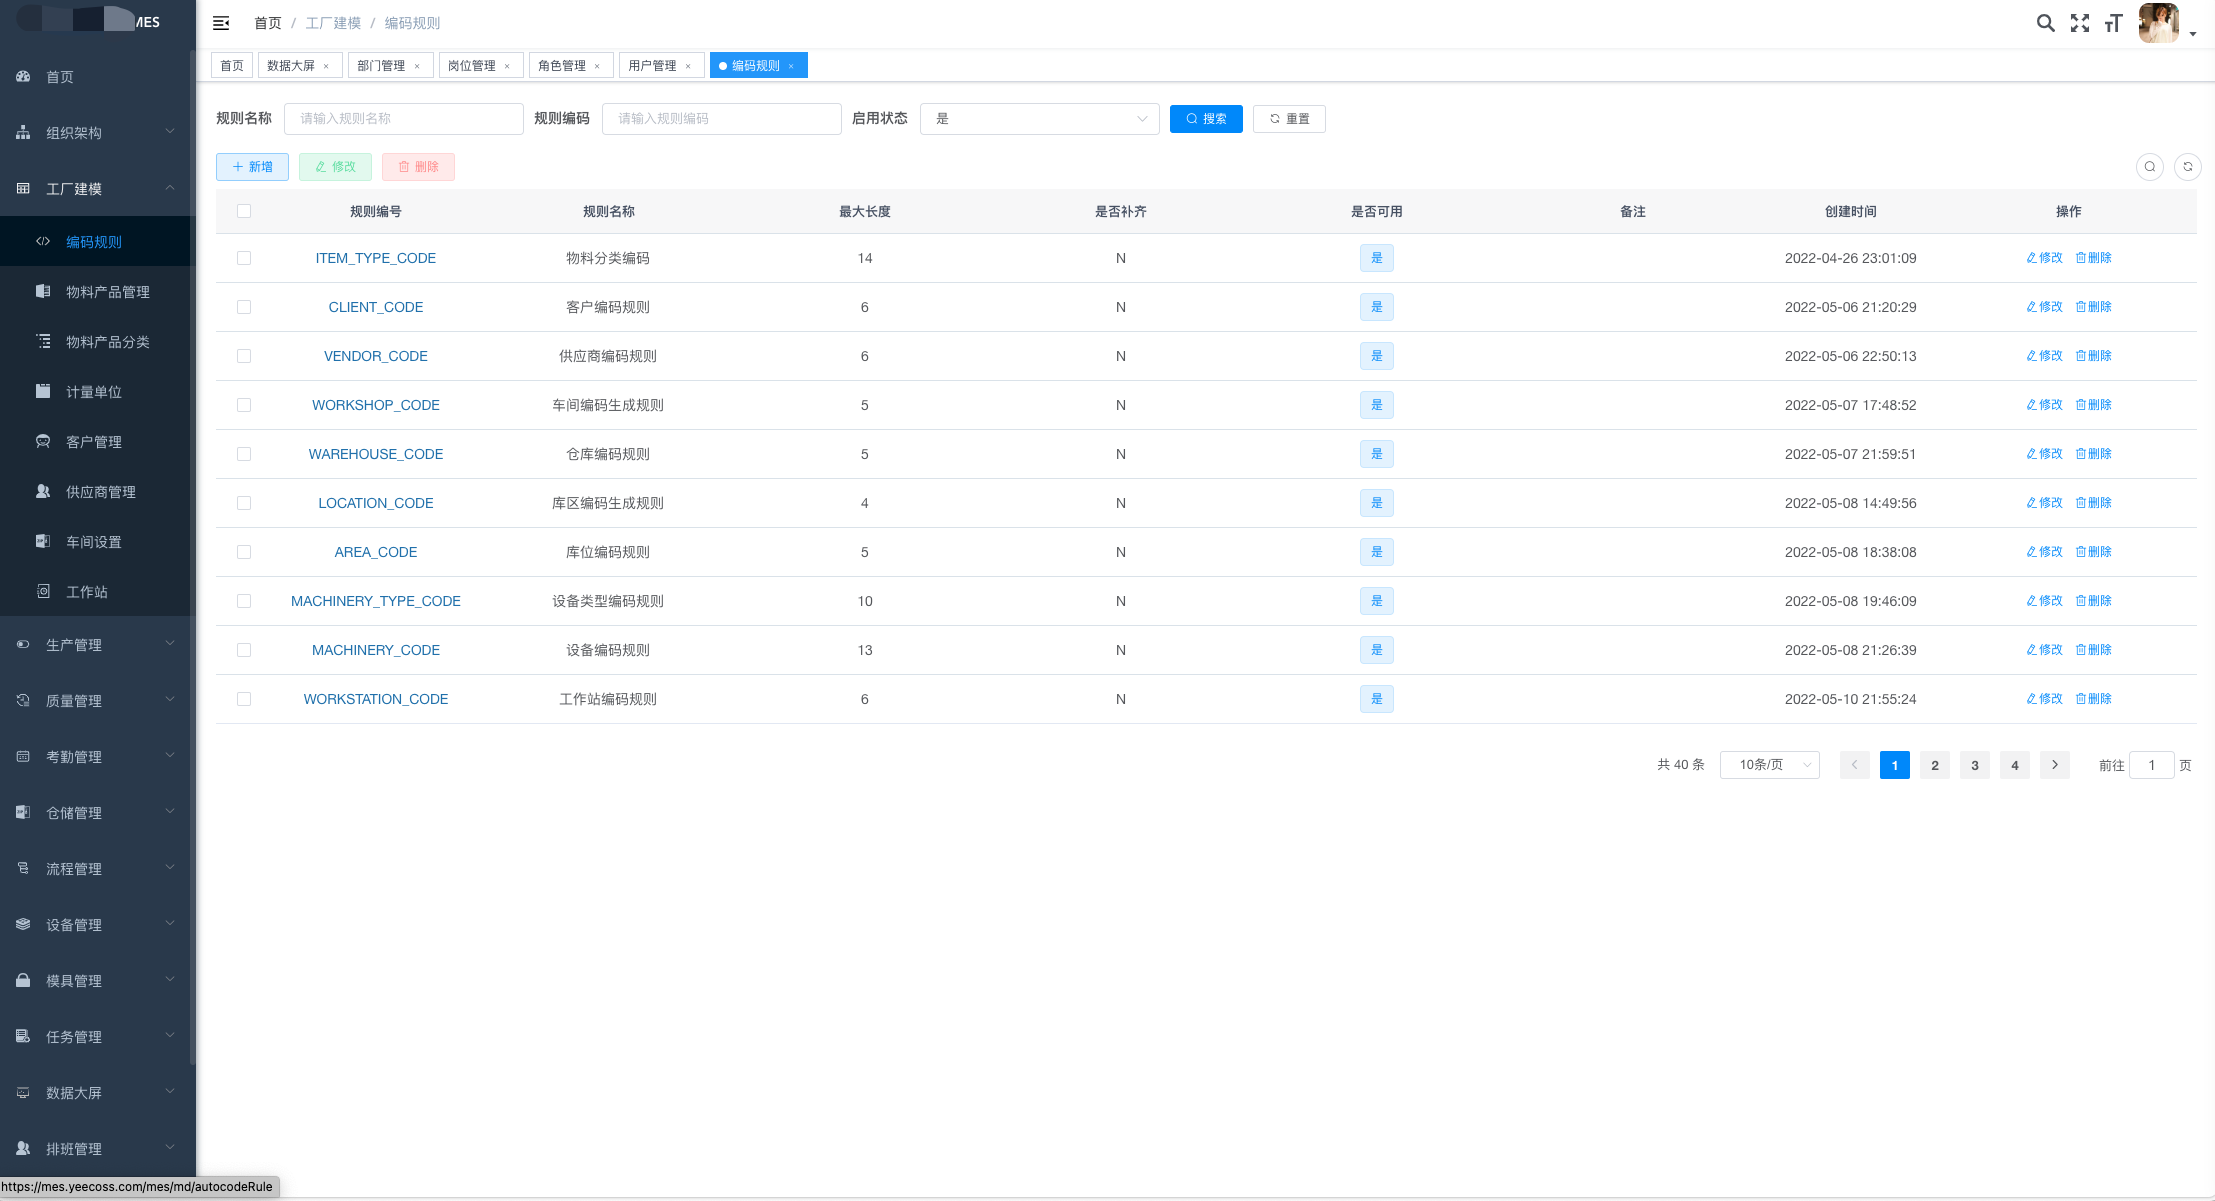 MES
首页 / 工厂建模 / 编码规则
首页 数据大屏 × 部门管理 × 岗位管理 × 角色管理 × 用户管理 × 编码规则 ×
首页
组织架构
工厂建模
编码规则
物料产品管理
物料产品分类
计量单位
客户管理
供应商管理
车间设置
工作站
生产管理
质量管理
考勤管理
仓储管理
流程管理
设备管理
模具管理
任务管理
数据大屏
排班管理
规则名称 请输入规则名称 规则编码 请输入规则编码 启用状态 是 搜索 重置
+ 新增 修改 删除
规则编号 规则名称 最大长度 是否补齐 是否可用 备注 创建时间 操作
ITEM_TYPE_CODE 物料分类编码 14 N 是 2022-04-26 23:01:09 修改 删除
CLIENT_CODE 客户编码规则 6 N 是 2022-05-06 21:20:29 修改 删除
VENDOR_CODE 供应商编码规则 6 N 是 2022-05-06 22:50:13 修改 删除
WORKSHOP_CODE 车间编码生成规则 5 N 是 2022-05-07 17:48:52 修改 删除
WAREHOUSE_CODE 仓库编码规则 5 N 是 2022-05-07 21:59:51 修改 删除
LOCATION_CODE 库区编码生成规则 4 N 是 2022-05-08 14:49:56 修改 删除
AREA_CODE 库位编码规则 5 N 是 2022-05-08 18:38:08 修改 删除
MACHINERY_TYPE_CODE 设备类型编码规则 10 N 是 2022-05-08 19:46:09 修改 删除
MACHINERY_CODE 设备编码规则 13 N 是 2022-05-08 21:26:39 修改 删除
WORKSTATION_CODE 工作站编码规则 6 N 是 2022-05-10 21:55:24 修改 删除
共 40 条 10条/页 < 1 2 3 4 > 前往 1 页
https://mes.yeecoss.com/mes/md/autocodeRule